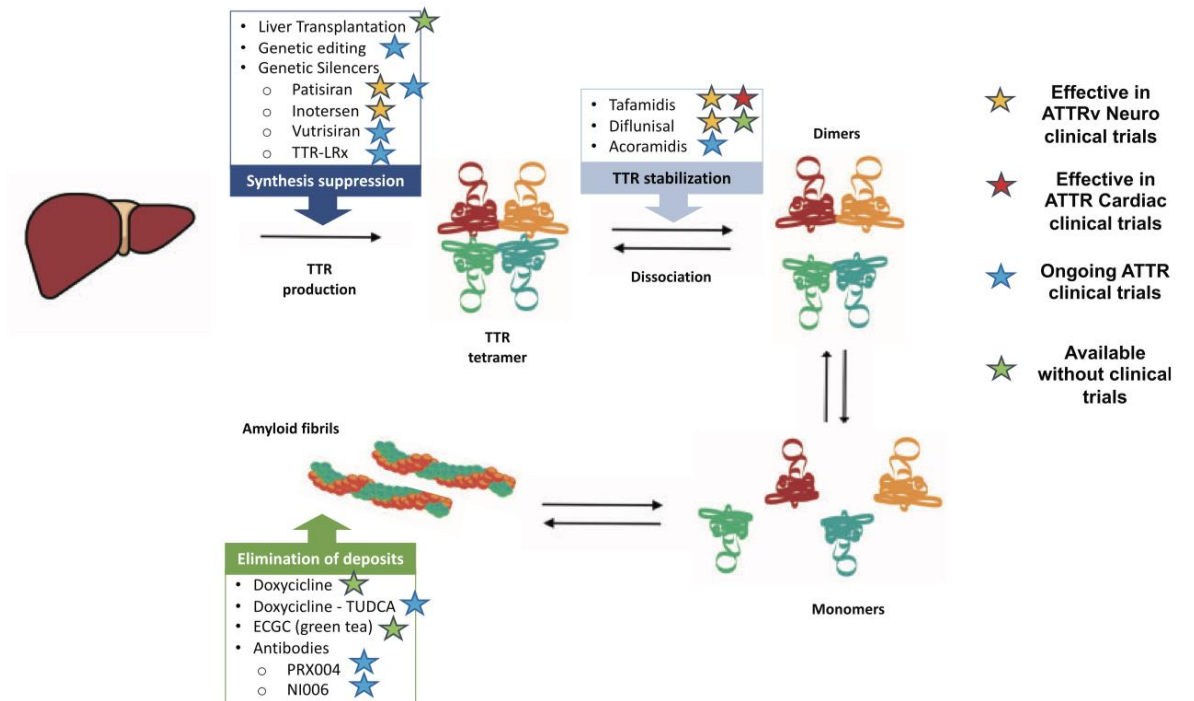 • Liver Transplantation
• Genetic editing
• Genetic Silencers
o Patisiran
o Inotersen
o Vutrisiran
o TTR-LRx
Synthesis suppression
• Tafamidis
• Diflunisal
• Acoramidis
TTR stabilization
TTR
production
TTR
tetramer
Dissociation
Dimers
Monomers
Amyloid fibrils
Elimination of deposits
• Doxycicline
• Doxycicline - TUDCA
• ECGC (green tea)
• Antibodies
o PRX004
o NI006
Effective in
ATTRv Neuro
clinical trials
Effective in
ATTR Cardiac
clinical trials
Ongoing ATTR
clinical trials
Available
without clinical
trials